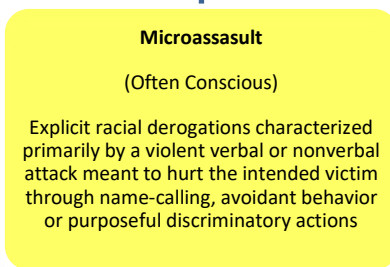 Microassasult
(Often Conscious)
Explicit racial derogations characterized
primarily by a violent verbal or nonverbal
attack meant to hurt the intended victim
through name-calling, avoidant behavior
or purposeful discriminatory actions